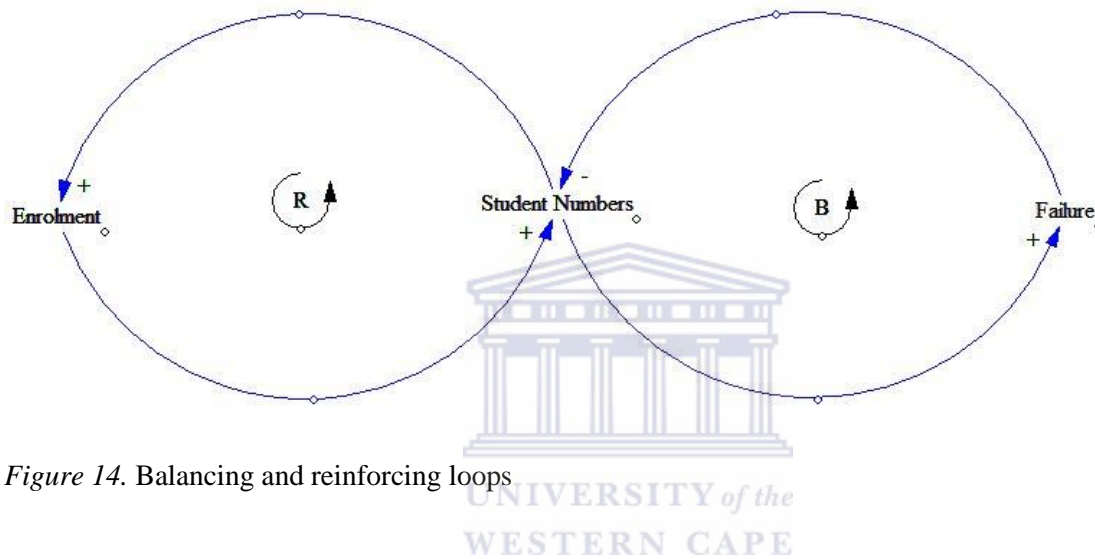 +
-
R
B
Enrolment
Student Numbers
Failure
+
+
Figure 14. Balancing and reinforcing loops
UNIVERSITY of the
WESTERN CAPE